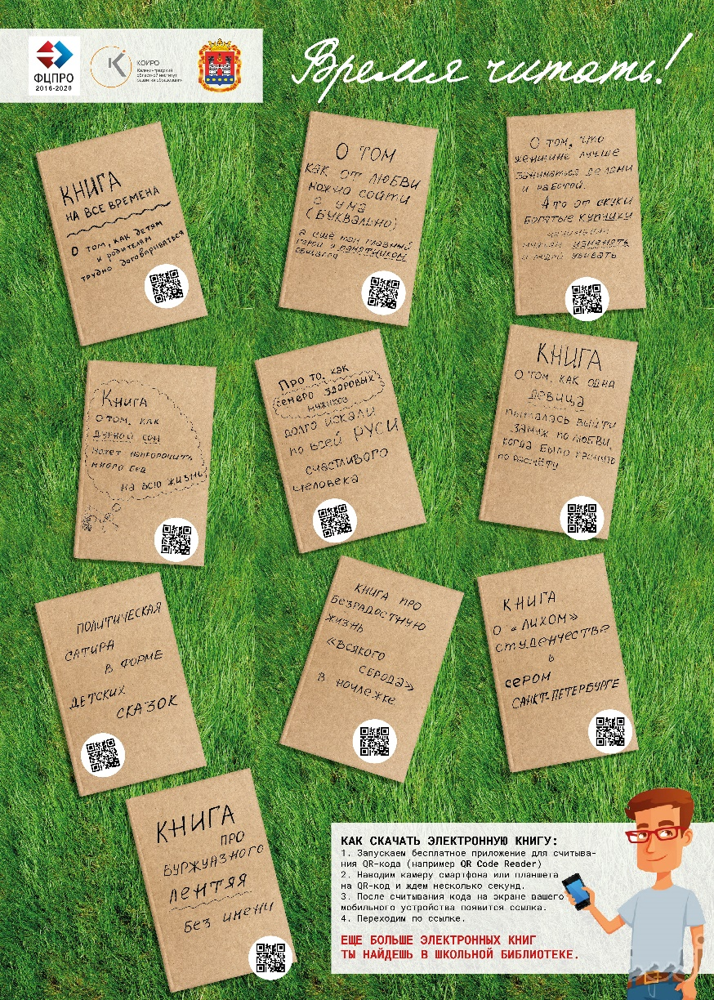 ФЦПРО
2016-2020
КОИРО
Калининградский
областной институт
развития образования
Время читать!
КНИГА
НА ВСЕ ВРЕМЕНА
О ТОМ, КАК ДЕТЯМ
И РОДИТЕЛЯМ
ТРУДНО ДОГОВАРИВАТЬСЯ
О ТОМ
КАК ОТ ЛЮБВИ
МОЖНО СОЙТИ
С УМА
(БУКВАЛЬНО)
А ЕЩЕ ТАМ ГЛАВНЫЙ
ГЕРОЙ С ПАМЯТНИКОМ
ОБЩАЛСЯ
О ТОМ, ЧТО
ЖЕНЩИНЕ ЛУЧШЕ
ЗАНИМАТЬСЯ ДЕЛАМИ
И РАБОТОЙ.
А ТО ОТ СКУКИ
БОГАТЫЕ КУПЧИХИ
НАЧИНАЮТ
МУЖЬЯМ ИЗМЕНЯТЬ
И ЛЮДЕЙ УБИВАТЬ
КНИГА
О ТОМ, КАК
ДУРНОЙ СОН
МОЖЕТ НАВОРОЧИТЬ
МНОГО БЕД
НА ВСЮ ЖИЗНЬ
ПРО ТО, КАК
СЕМЕРО ЗДОРОВЫХ
МУЖИКОВ
ДОЛГО ИСКАЛИ
ПО ВСЕЙ РУСИ
СЧАСТЛИВОГО
ЧЕЛОВЕКА
КНИГА
О ТОМ, КАК ОДНА
ДЕВИЦА
ПЫТАЛАСЬ ВЫЙТИ
ЗАМУЖ ПО ЛЮБВИ,
КОГДА БЫЛО ПРИНЯТО
ПО РАСЧЁТУ
ПОЛИТИЧЕСКАЯ
САТИРА
В ФОРМЕ
ДЕТСКИХ
СКАЗОК
КНИГА ПРО
БЕЗРАДОСТНУЮ
ЖИЗНЬ
«ВСЯКОГО
СБРОДА»
В НОЧЛЕЖКЕ
КНИГА
О «ЛИХОМ»
СТУДЕНЧЕСТВЕ
В
СЕРОМ
САНКТ-ПЕТЕРБУРГЕ
КНИГА
ПРО
БУРЖУАЗНОГО
ЛЕНТЯЯ
БЕЗ ИМЕНИ
КАК СКАЧАТЬ ЭЛЕКТРОННУЮ КНИГУ:
1. Запускаем бесплатное приложение для считыва-
ния QR-кода (например QR Code Reader)
2. Наводим камеру смартфона или планшета
на QR-код и ждем несколько секунд.
3. После считывания кода на экране вашего
мобильного устройства появится ссылка.
4. Переходим по ссылке.
ЕЩЕ БОЛЬШЕ ЭЛЕКТРОННЫХ КНИГ
ТЫ НАЙДЕШЬ В ШКОЛЬНОЙ БИБЛИОТЕКЕ.